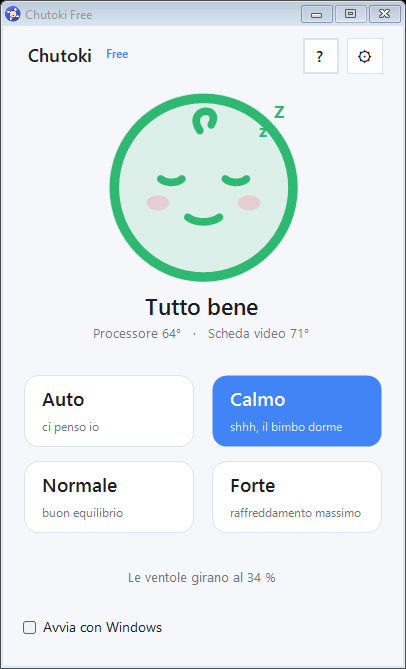 Chutoki Free
Chutoki Free ?
z Z
Tutto bene
Processore 64° · Scheda video 71°
Auto
ci penso io
Calmo
shhh, il bimbo dorme
Normale
buon equilibrio
Forte
raffreddamento massimo
Le ventole girano al 34 %
Avvia con Windows